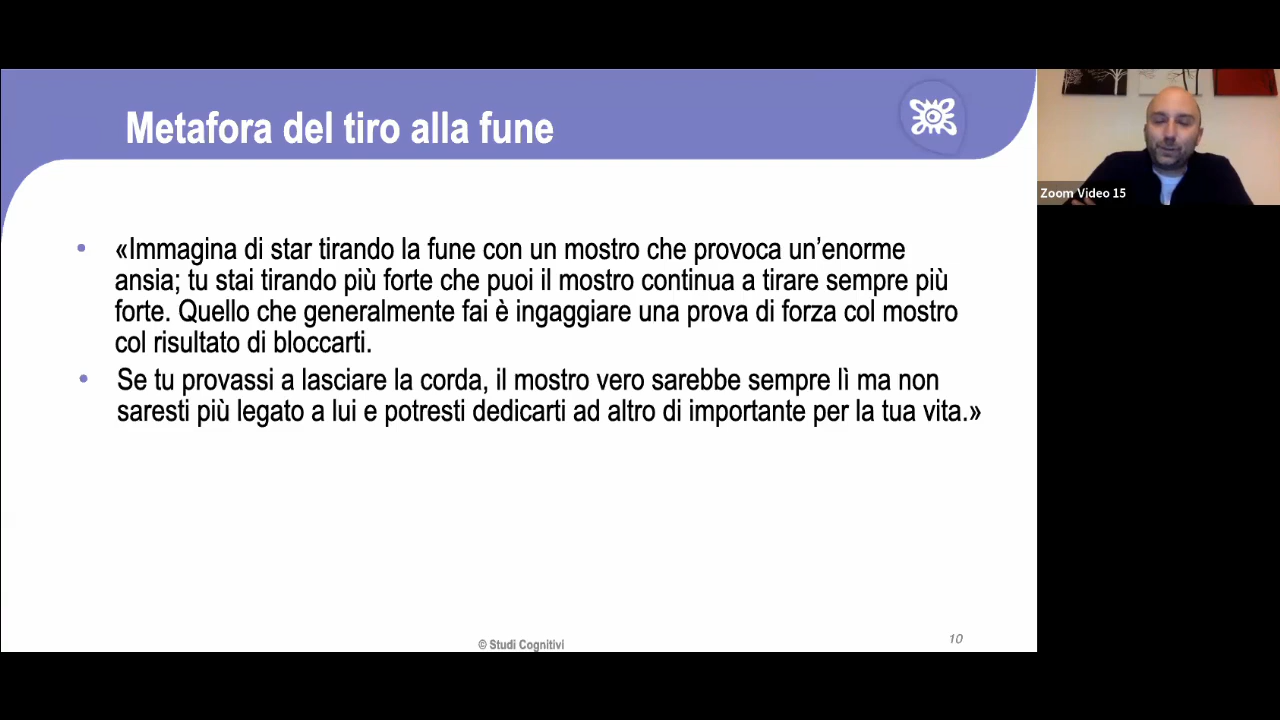 Metafora del tiro alla fune
«Immagina di star tirando la fune con un mostro che provoca un’enorme
ansia; tu stai tirando più forte che puoi il mostro continua a tirare sempre più
forte. Quello che generalmente fai è ingaggiare una prova di forza col mostro
col risultato di bloccarti.
Se tu provassi a lasciare la corda, il mostro vero sarebbe sempre lì ma non
saresti più legato a lui e potresti dedicarti ad altro di importante per la tua vita.»
© Studi Cognitivi
10
Zoom Video 15